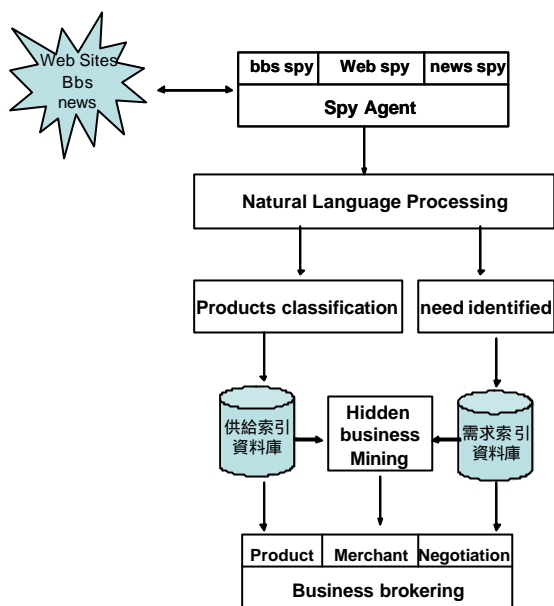 Web Sites
Bbs
news
bbs spy
Web spy
news spy
Spy Agent
Natural Language Processing
Products classification
need identified
供給索引
資料庫
Hidden
business
Mining
需求索引
資料庫
Product
Merchant
Negotiation
Business brokering